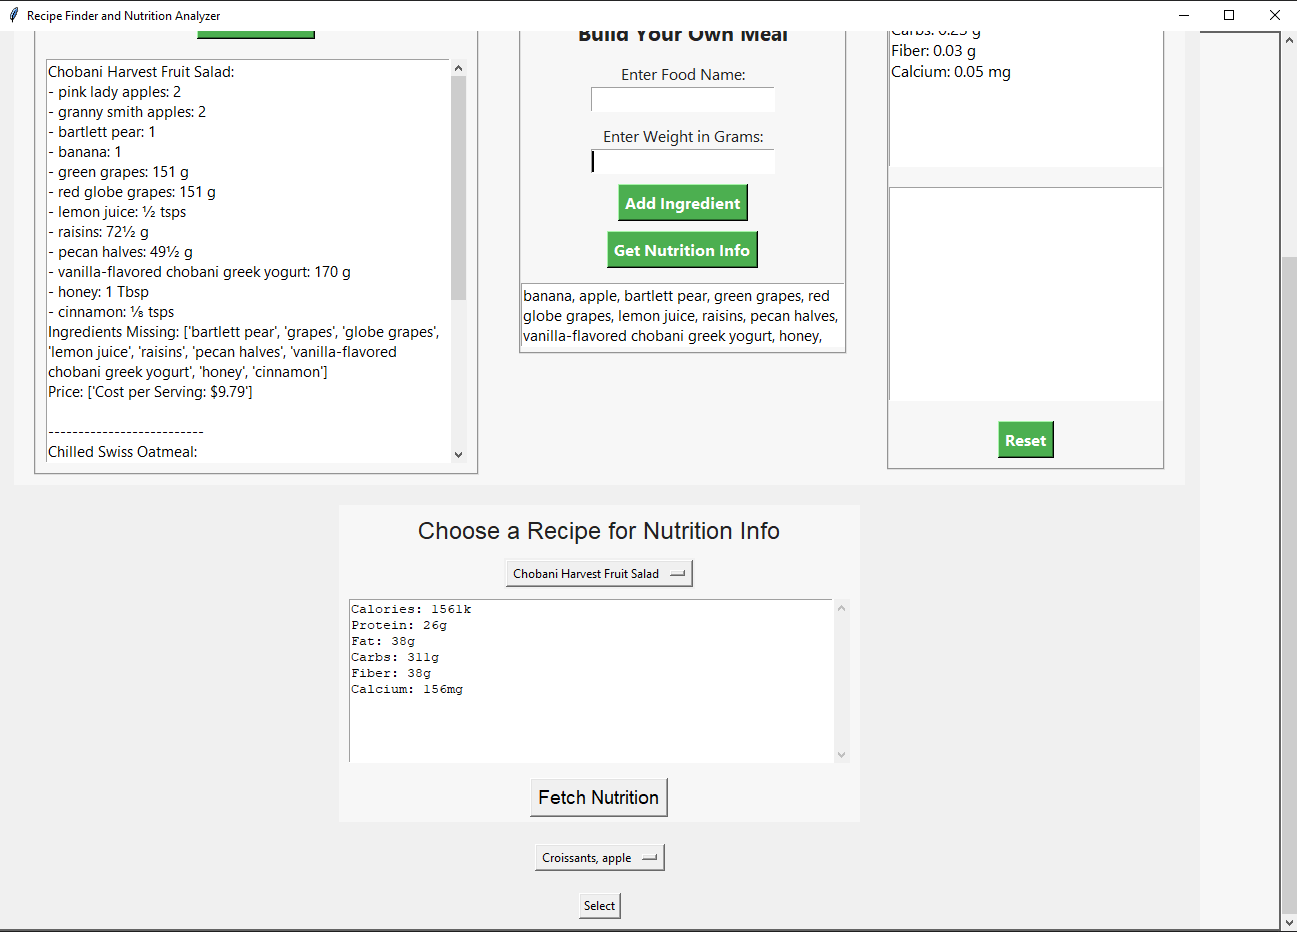 Recipe Finder and Nutrition Analyzer
Chobani Harvest Fruit Salad:
- pink lady apples: 2
- granny smith apples: 2
- bartlett pear: 1
- banana: 1
- green grapes: 151 g
- red globe grapes: 151 g
- lemon juice: ½ tsps
- raisins: 72½ g
- pecan halves: 49½ g
- vanilla-flavored chobani greek yogurt: 170 g
- honey: 1 Tbsp
- cinnamon: ⅛ tsps
Ingredients Missing: ['bartlett pear', 'grapes', 'globe grapes',
'lemon juice', 'raisins', 'pecan halves', 'vanilla-flavored
chobani greek yogurt', 'honey', 'cinnamon']
Price: ['Cost per Serving: $9.79']
--------------------------
Chilled Swiss Oatmeal:
Build Your Own Meal
Enter Food Name:
Enter Weight in Grams:
Add Ingredient
Get Nutrition Info
banana, apple, bartlett pear, green grapes, red
globe grapes, lemon juice, raisins, pecan halves,
vanilla-flavored chobani greek yogurt, honey,
Carbs: 0.25 g
Fiber: 0.03 g
Calcium: 0.05 mg
Reset
Choose a Recipe for Nutrition Info
Chobani Harvest Fruit Salad
Calories: 1561k
Protein: 26g
Fat: 38g
Carbs: 311g
Fiber: 38g
Calcium: 156mg
Fetch Nutrition
Croissants, apple
Select